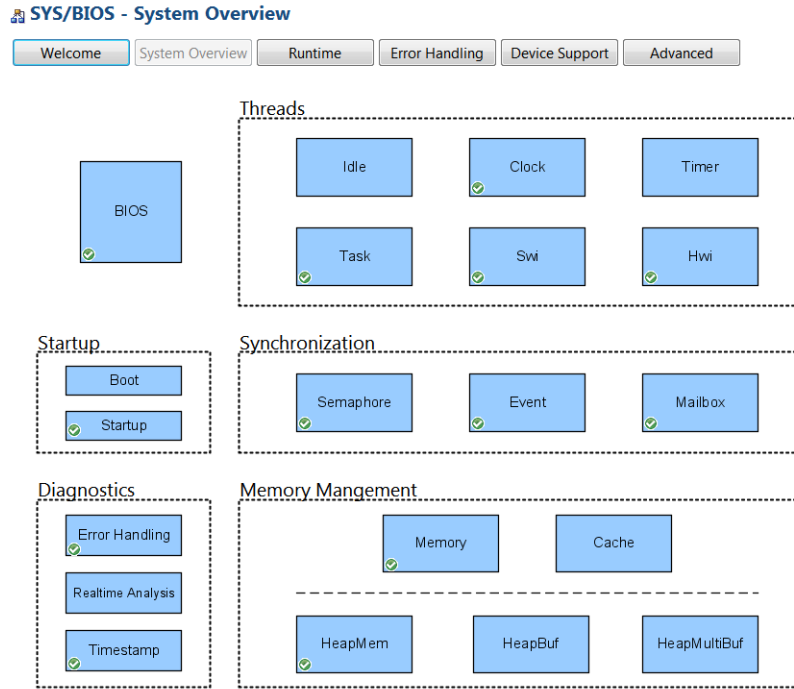 SYS/BIOS - System Overview
Welcome System Overview Runtime Error Handling Device Support Advanced
Threads
BIOS
Idle Clock Timer
Task Swi Hwi
Startup
Boot
Startup
Synchronization
Semaphore Event Mailbox
Diagnostics
Error Handling
Realtime Analysis
Timestamp
Memory Mangement
Memory Cache
HeapMem HeapBuf HeapMultiBuf